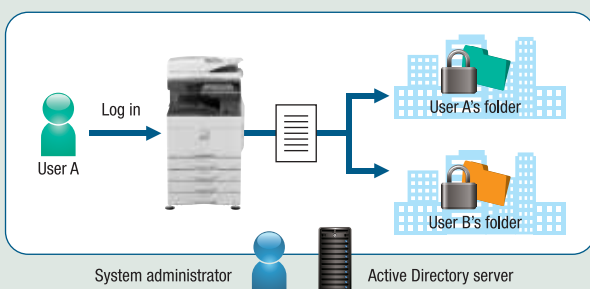 Log in
User A
User A's folder
User B's folder
System administrator
Active Directory server